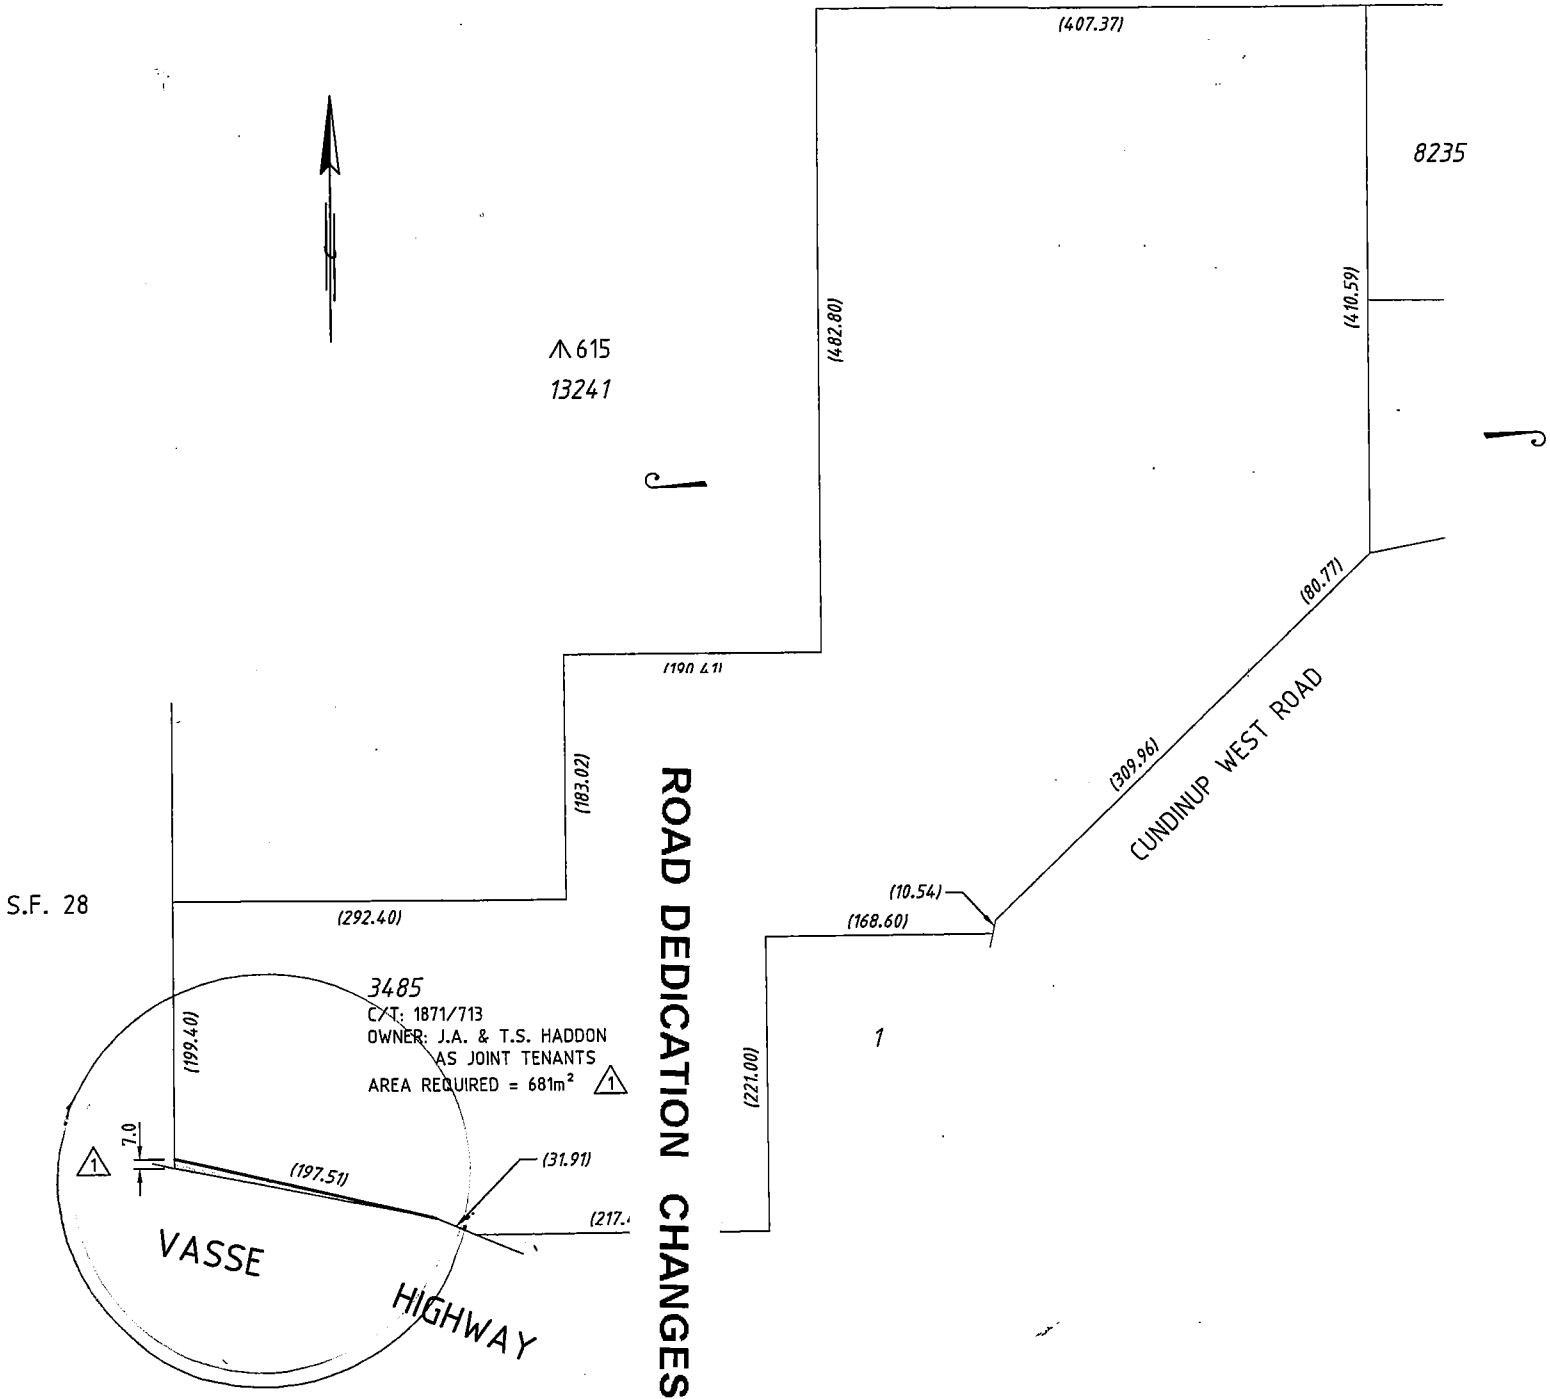 (407.37)
8235
(482.80)
(410.59)
615
13241
(80.77)
(190.41)
(183.02)
(309.96)
CUNDINUP WEST ROAD
ROAD DEDICATION CHANGES
S.F. 28
(292.40)
(10.54)
(168.60)
3485
C/T: 1871/713
OWNER: J.A. & T.S. HADDON
AS JOINT TENANTS
AREA REQUIRED = 681m²
1
(199.40)
1
(221.00)
7.0
1
(197.51)
(31.91)
(217.4
VASSE
HIGHWAY